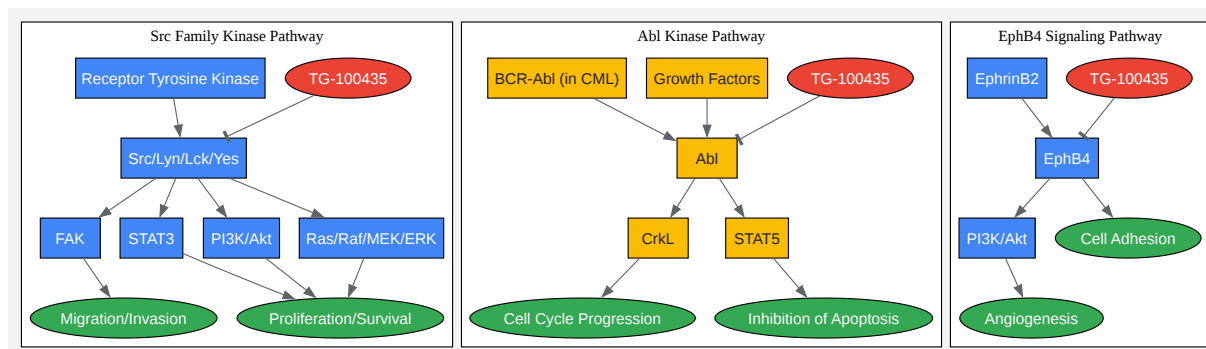 Src Family Kinase Pathway
Receptor Tyrosine Kinase
TG-100435
Src/Lyn/Lck/Yes
FAK
STAT3
PI3K/Akt
Ras/Raf/MEK/ERK
Migration/Invasion
Proliferation/Survival
Abl Kinase Pathway
BCR-Abl (in CML)
Growth Factors
TG-100435
Abl
CrkL
STAT5
Cell Cycle Progression
Inhibition of Apoptosis
EphB4 Signaling Pathway
EphrinB2
TG-100435
EphB4
PI3K/Akt
Cell Adhesion
Angiogenesis